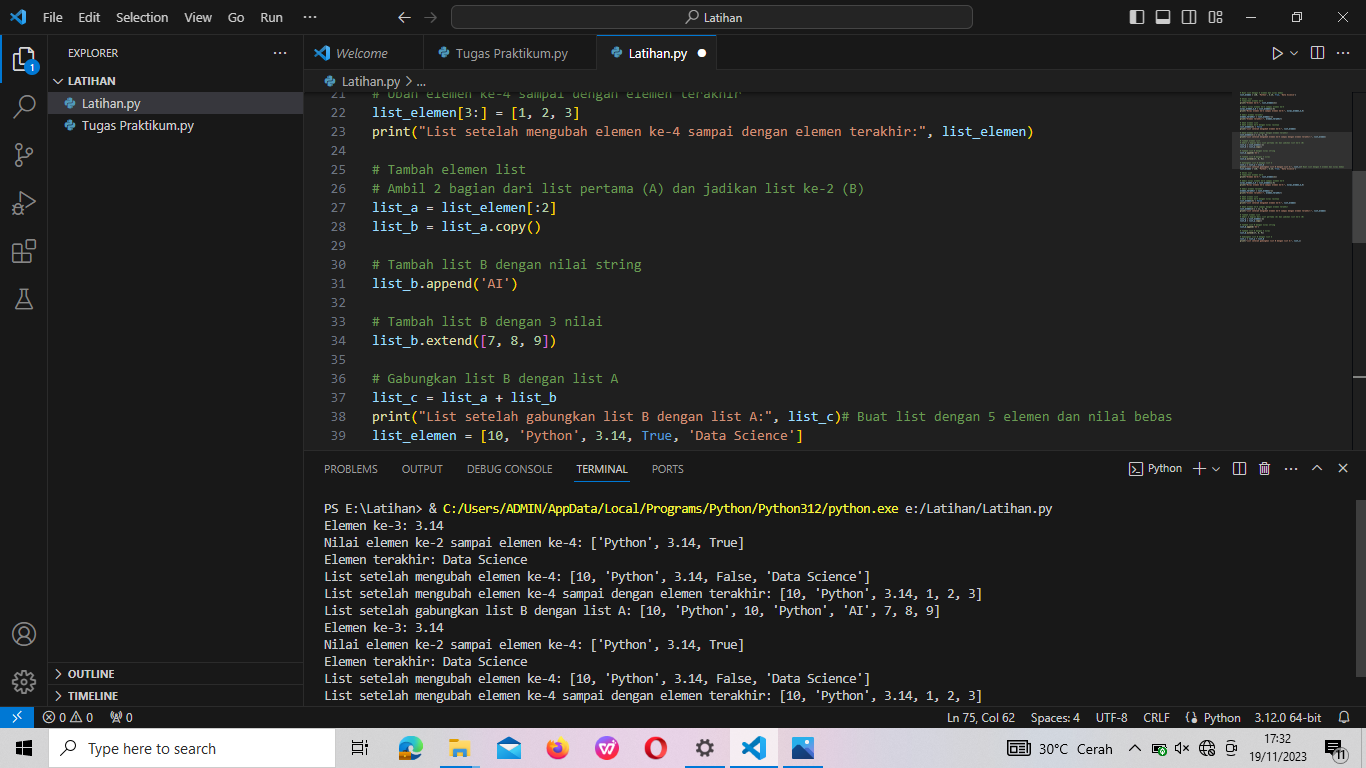 File Edit Selection View Go Run ··· Latihan
EXPLORER ···
LATIHAN
Latihan.py
Tugas Praktikum.py
OUTLINE
TIMELINE
Welcome Tugas Praktikum.py Latihan.py
Latihan.py > ...
21 # Ubah elemen ke-4 sampai dengan elemen terakhir
22 list_elemen[3:] = [1, 2, 3]
23 print("List setelah mengubah elemen ke-4 sampai dengan elemen terakhir:", list_elemen)
24
25 # Tambah elemen list
26 # Ambil 2 bagian dari list pertama (A) dan jadikan list ke-2 (B)
27 list_a = list_elemen[:2]
28 list_b = list_a.copy()
29
30 # Tambah list B dengan nilai string
31 list_b.append('AI')
32
33 # Tambah list B dengan 3 nilai
34 list_b.extend([7, 8, 9])
35
36 # Gabungkan list B dengan list A
37 list_c = list_a + list_b
38 print("List setelah gabungkan list B dengan list A:", list_c)# Buat list dengan 5 elemen dan nilai bebas
39 list_elemen = [10, 'Python', 3.14, True, 'Data Science']
PROBLEMS OUTPUT DEBUG CONSOLE TERMINAL PORTS Python
PS E:\Latihan> & C:/Users/ADMIN/AppData/Local/Programs/Python/Python312/python.exe e:/Latihan/Latihan.py
Elemen ke-3: 3.14
Nilai elemen ke-2 sampai elemen ke-4: ['Python', 3.14, True]
Elemen terakhir: Data Science
List setelah mengubah elemen ke-4: [10, 'Python', 3.14, False, 'Data Science']
List setelah mengubah elemen ke-4 sampai dengan elemen terakhir: [10, 'Python', 3.14, 1, 2, 3]
List setelah gabungkan list B dengan list A: [10, 'Python', 10, 'Python', 'AI', 7, 8, 9]
Elemen ke-3: 3.14
Nilai elemen ke-2 sampai elemen ke-4: ['Python', 3.14, True]
Elemen terakhir: Data Science
List setelah mengubah elemen ke-4: [10, 'Python', 3.14, False, 'Data Science']
List setelah mengubah elemen ke-4 sampai dengan elemen terakhir: [10, 'Python', 3.14, 1, 2, 3]
0 0 0 Ln 75, Col 62 Spaces: 4 UTF-8 CRLF Python 3.12.0 64-bit
Type here to search 30°C Cerah 17:32
19/11/2023 11